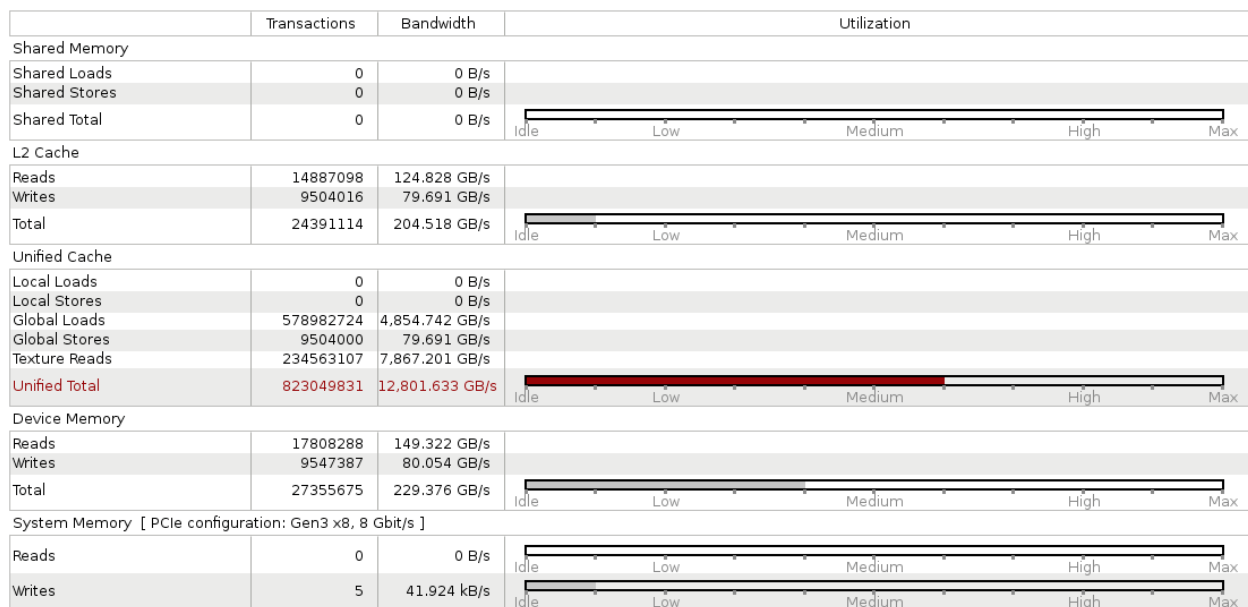 Transactions Bandwidth Utilization
Shared Memory
Shared Loads 0 0 B/s
Shared Stores 0 0 B/s
Shared Total 0 0 B/s
Idle Low Medium High Max
L2 Cache
Reads 14887098 124.828 GB/s
Writes 9504016 79.691 GB/s
Total 24391114 204.518 GB/s
Idle Low Medium High Max
Unified Cache
Local Loads 0 0 B/s
Local Stores 0 0 B/s
Global Loads 578982724 4,854.742 GB/s
Global Stores 9504000 79.691 GB/s
Texture Reads 234563107 7,867.201 GB/s
Unified Total 823049831 12,801.633 GB/s
Idle Low Medium High Max
Device Memory
Reads 17808288 149.322 GB/s
Writes 9547387 80.054 GB/s
Total 27355675 229.376 GB/s
Idle Low Medium High Max
System Memory [ PCIe configuration: Gen3 x8, 8 Gbit/s ]
Reads 0 0 B/s
Idle Low Medium High Max
Writes 5 41.924 kB/s
Idle Low Medium High Max